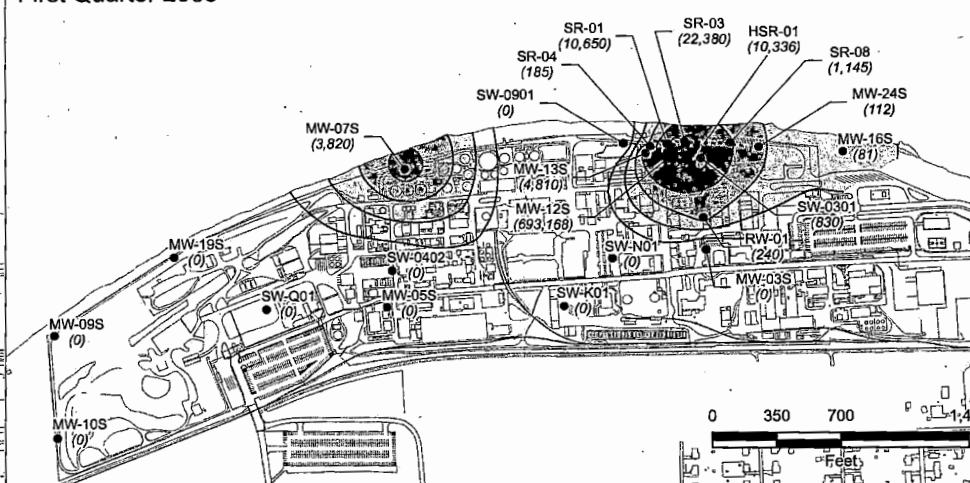 SR-01
(10,650)
SR-03
(22,380)
HSR-01
(10,336)
SR-04
(185)
SR-08
(1,145)
SW-0901
(0)
MW-24S
(112)
MW-07S
(3,820)
MW-16S
(81)
MW-13S
(4,810)
MW-12S
(693,168)
SW-0301
(830)
MW-19S
(0)
SW-0402
(0)
SW-N01
(0)
RW-01
(240)
SW-Q01
(0)
MW-05S
(0)
SW-K01
(0)
MW-03S
(0)
MW-09S
(0)
MW-10S
(0)
0 350 700
Feet